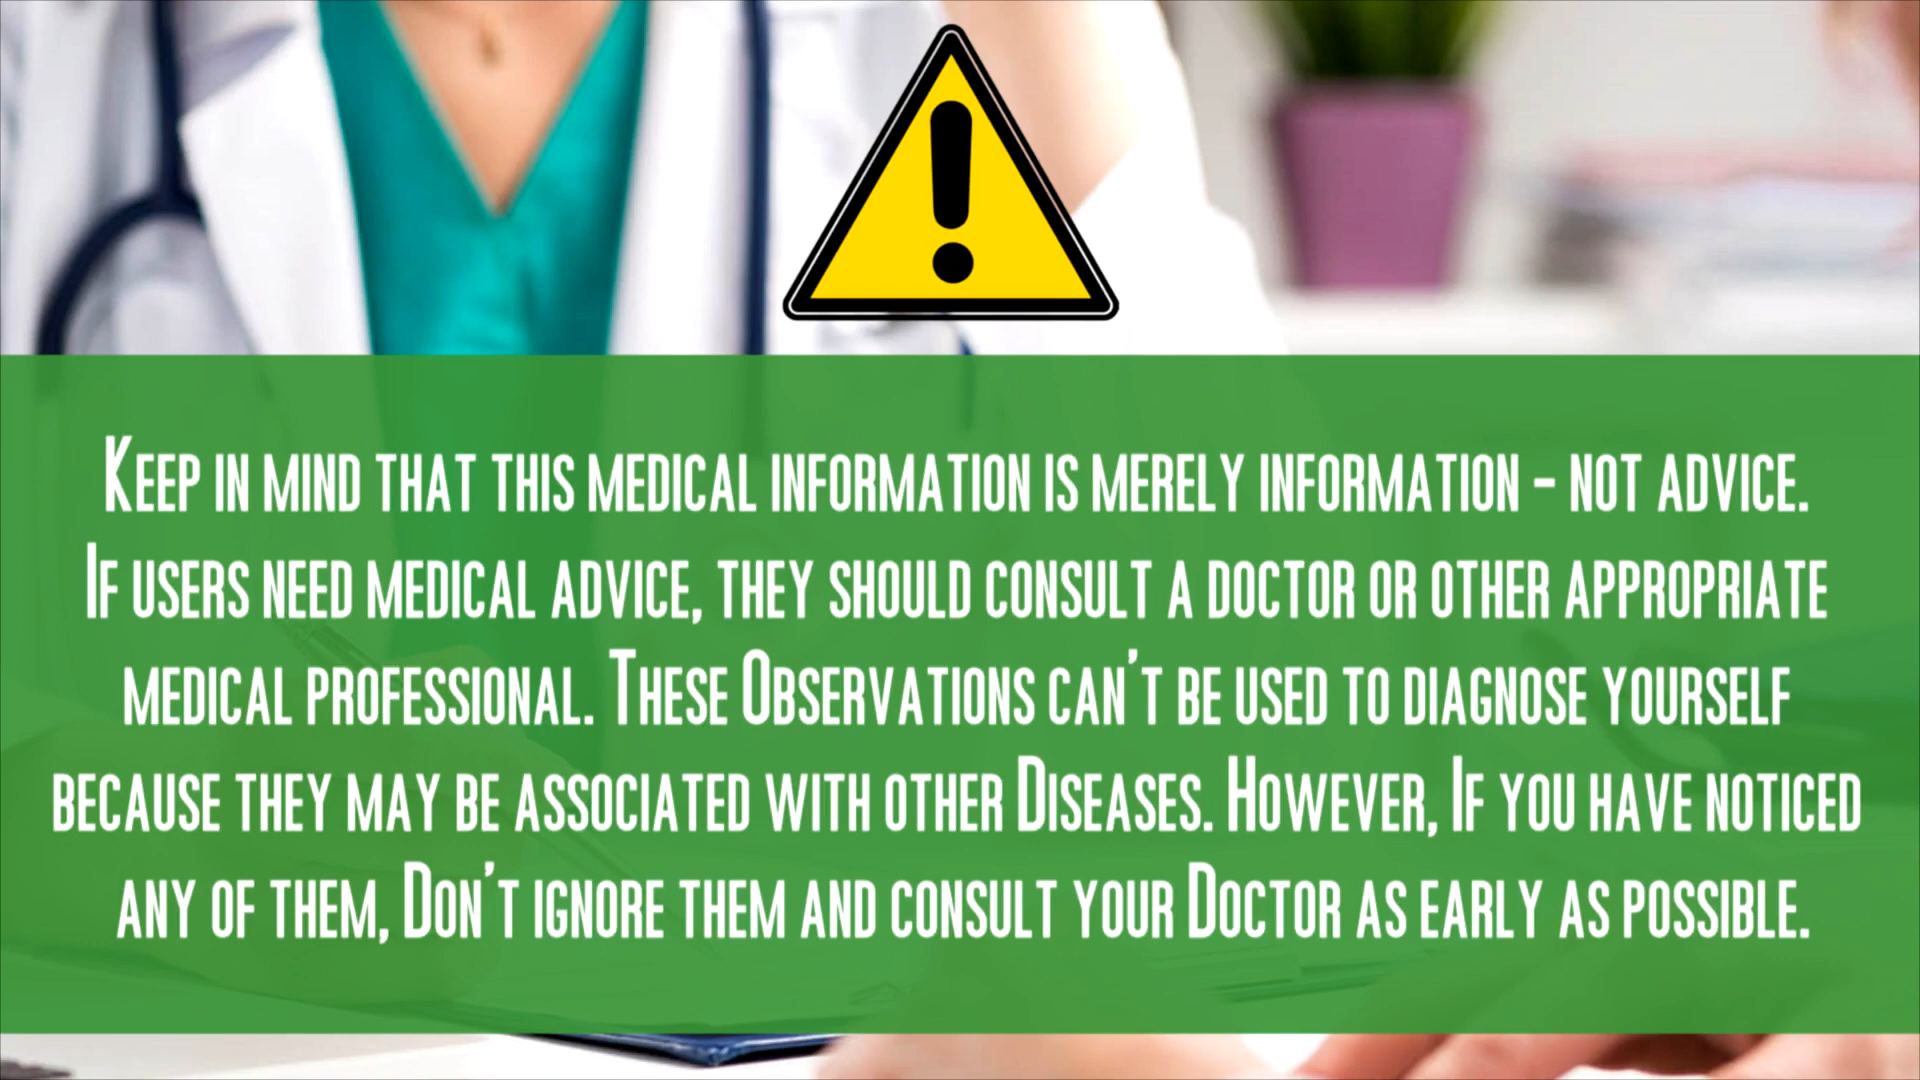 Keep in mind that this medical information is merely information - not advice.
If users need medical advice, they should consult a doctor or other appropriate
medical professional. These Observations can't be used to diagnose yourself
because they may be associated with other Diseases. However, If you have noticed
any of them, Don't ignore them and consult your Doctor as early as possible.